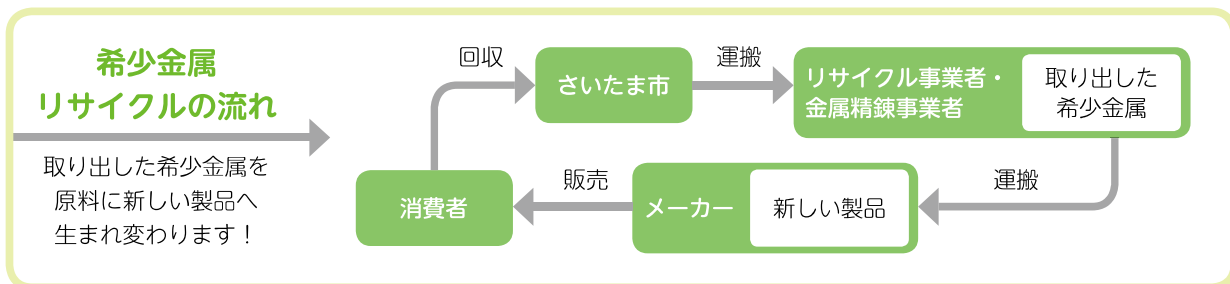 希少金属
リサイクルの流れ
取り出した希少金属を
原料に新しい製品へ
生まれ変わります！
回収
さいたま市
運搬
リサイクル事業者・
金属精錬事業者
取り出した
希少金属
運搬
メーカー
新しい製品
販売
消費者